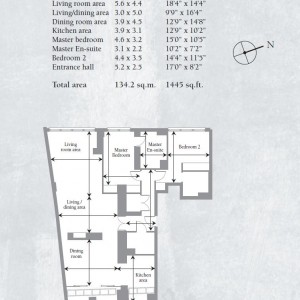 Living room area 5.6 x 4.4 18'4" x 14'4"
Living/dining area 3.0 x 5.0 9'9" x 16'4"
Dining room area 3.9 x 4.5 12'9" x 14'8"
Kitchen area 3.9 x 3.1 12'9" x 10'2"
Master bedroom 4.6 x 3.2 15'0" x 10'5"
Master En-suite 3.1 x 2.2 10'2" x 7'2"
Bedroom 2 4.4 x 3.5 14'4" x 11'5"
Entrance hall 5.2 x 2.5 17'0" x 8'2"
Total area 134.2 sq.m. 1445 sq.ft.
N
Living
room area
Master
Bedroom
Master
En-suite
Bedroom 2
Living /
dining area
Dining
room
Kitchen
area